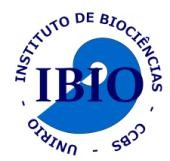 INSTITUTO DE BIOCIÊNCIAS
IBIO
UNIRIO - CCBS